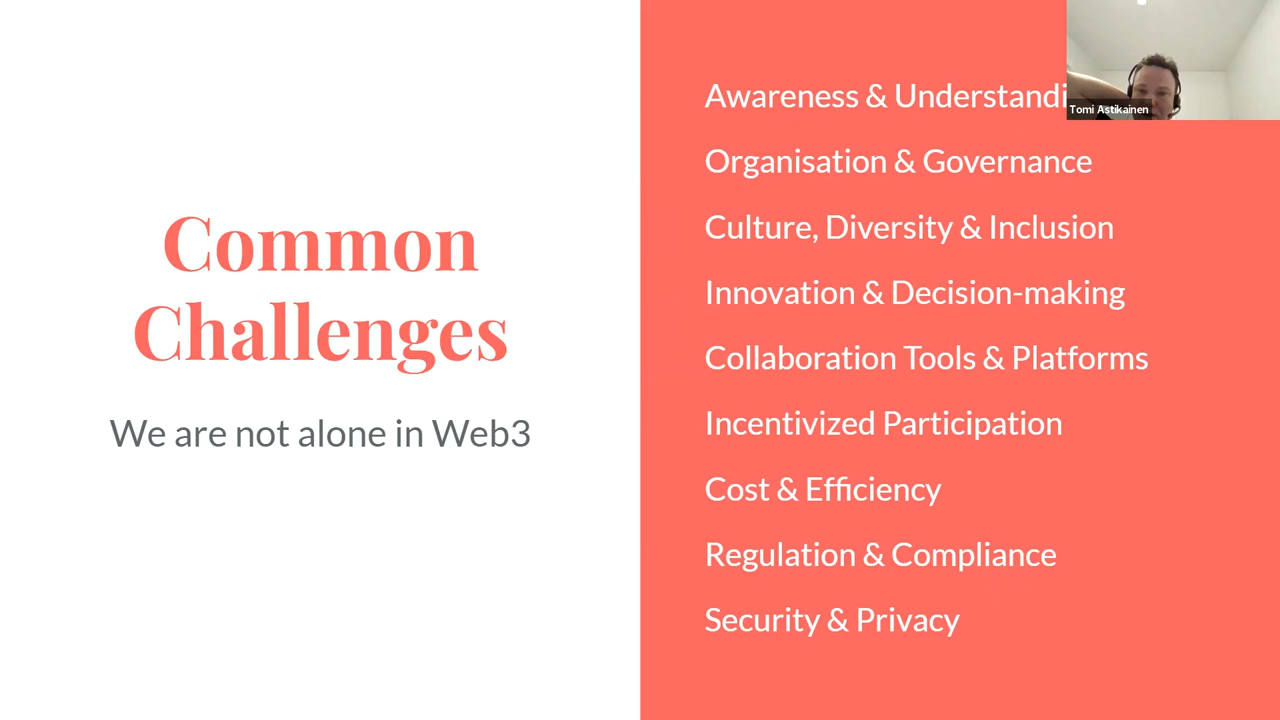 Common
Challenges
We are not alone in Web3
Awareness &
Organisation & Governance
Culture, Diversity & Inclusion
Innovation & Decision-making
Collaboration Tools & Platforms
Incentivized Participation
Cost & Efficiency
Regulation & Compliance
Security & Privacy
Tomi Astikainen